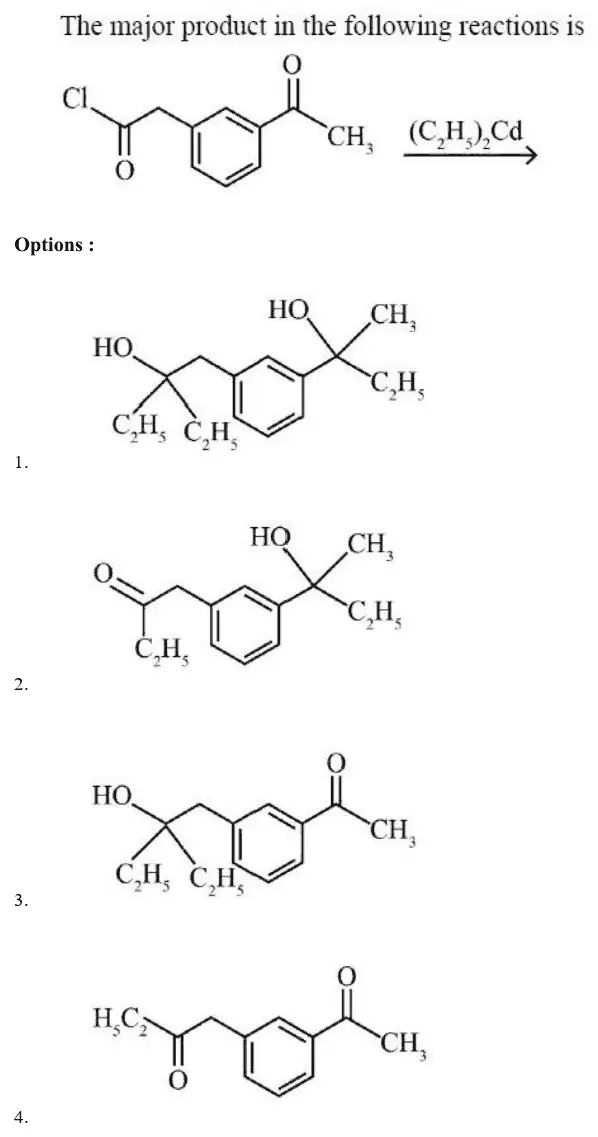 The major product in the following reactions is
O
Cl
CH₃
(C₂H₅)₂Cd
O
Options :
HO
CH₃
HO
C₂H₅
C₂H₅ C₂H₅
1.
HO
CH₃
O
C₂H₅
C₂H₅
2.
O
HO
CH₃
C₂H₅ C₂H₅
3.
O
H₅C₂
CH₃
O
4.